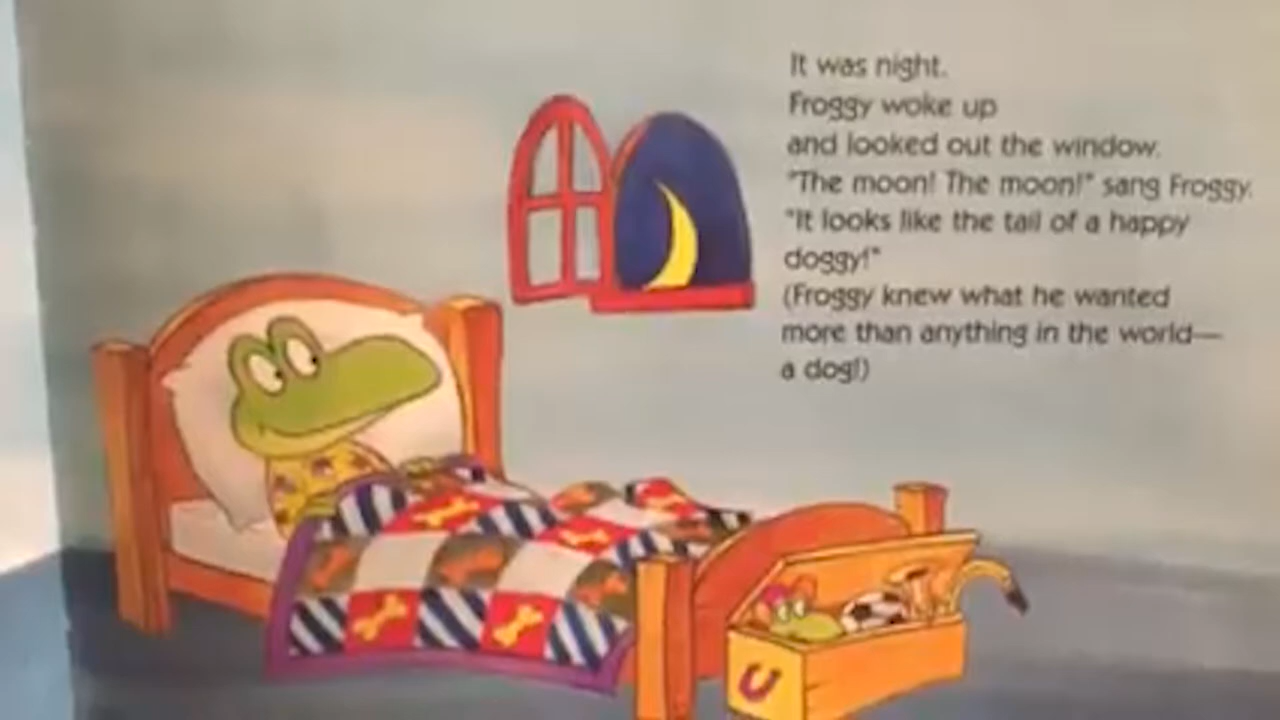 It was night.
Froggy woke up
and looked out the window.
"The moon! The moon!" sang Froggy.
"It looks like the tail of a happy
doggy!"
(Froggy knew what he wanted
more than anything in the world—
a dog!)